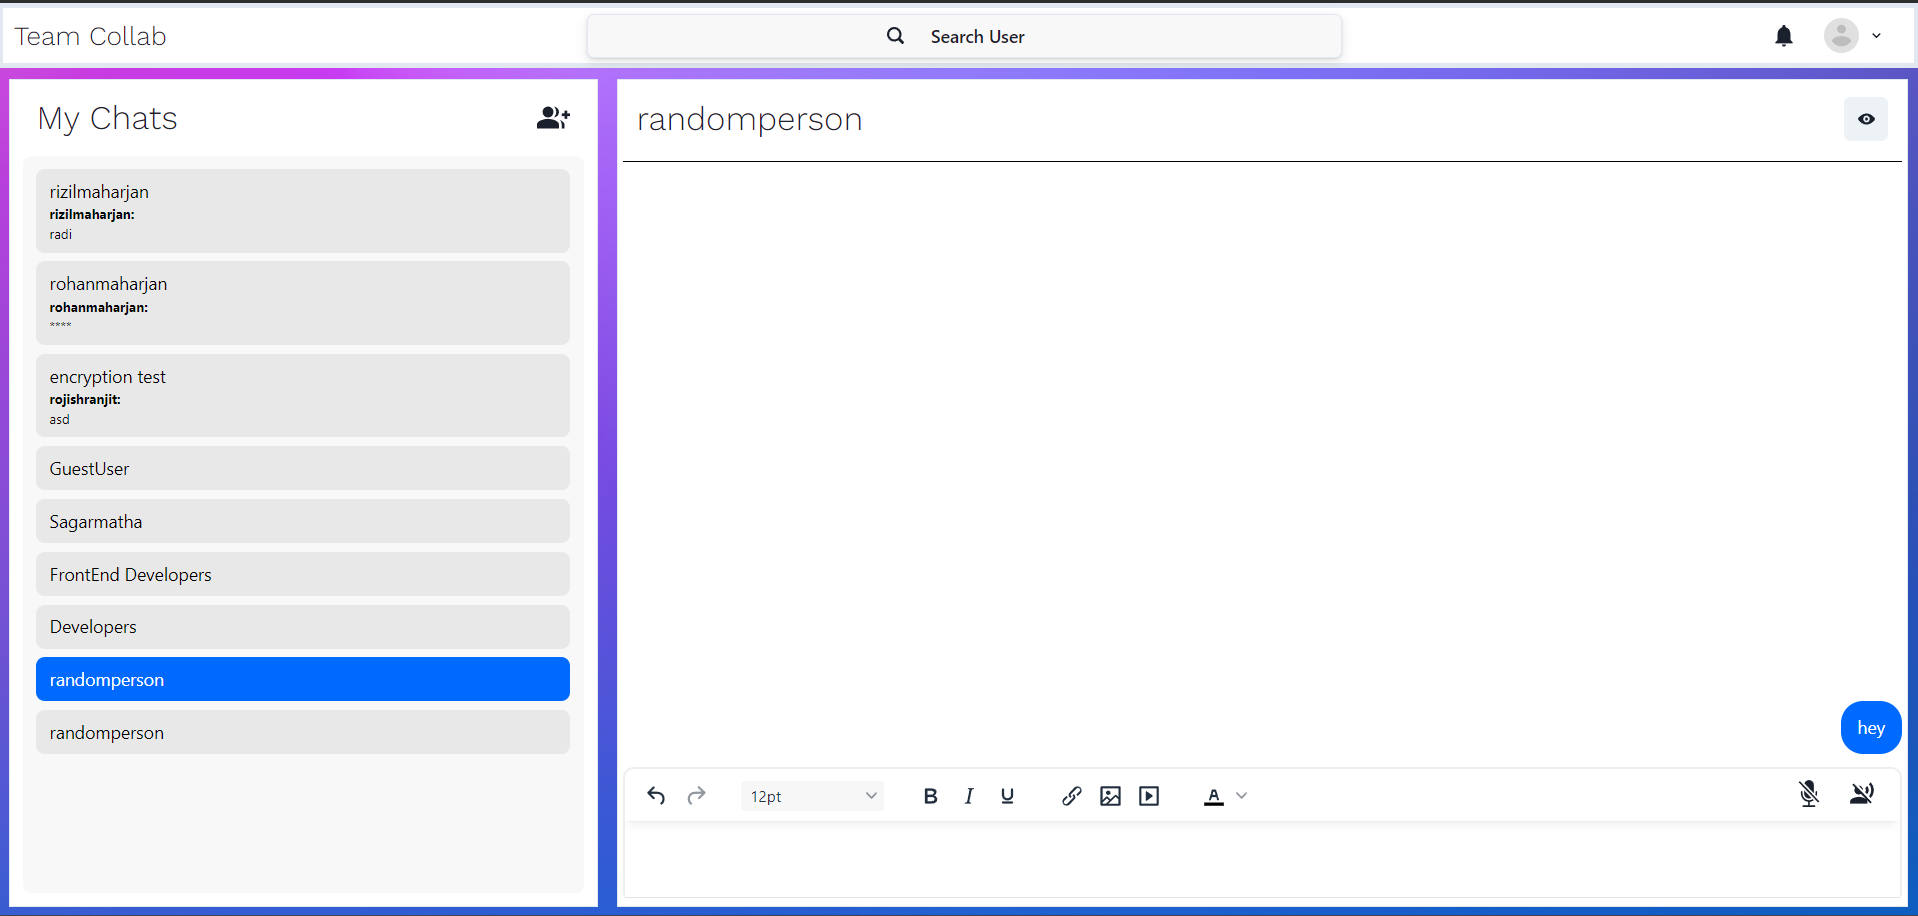 Team Collab
Search User
My Chats
rizilmaharjan
rizilmaharjan:
radi
rohanmaharjan
rohanmaharjan:
****
encryption test
rojishranjit:
asd
GuestUser
Sagarmatha
FrontEnd Developers
Developers
randomperson
randomperson
randomperson
hey
12pt
B I U A